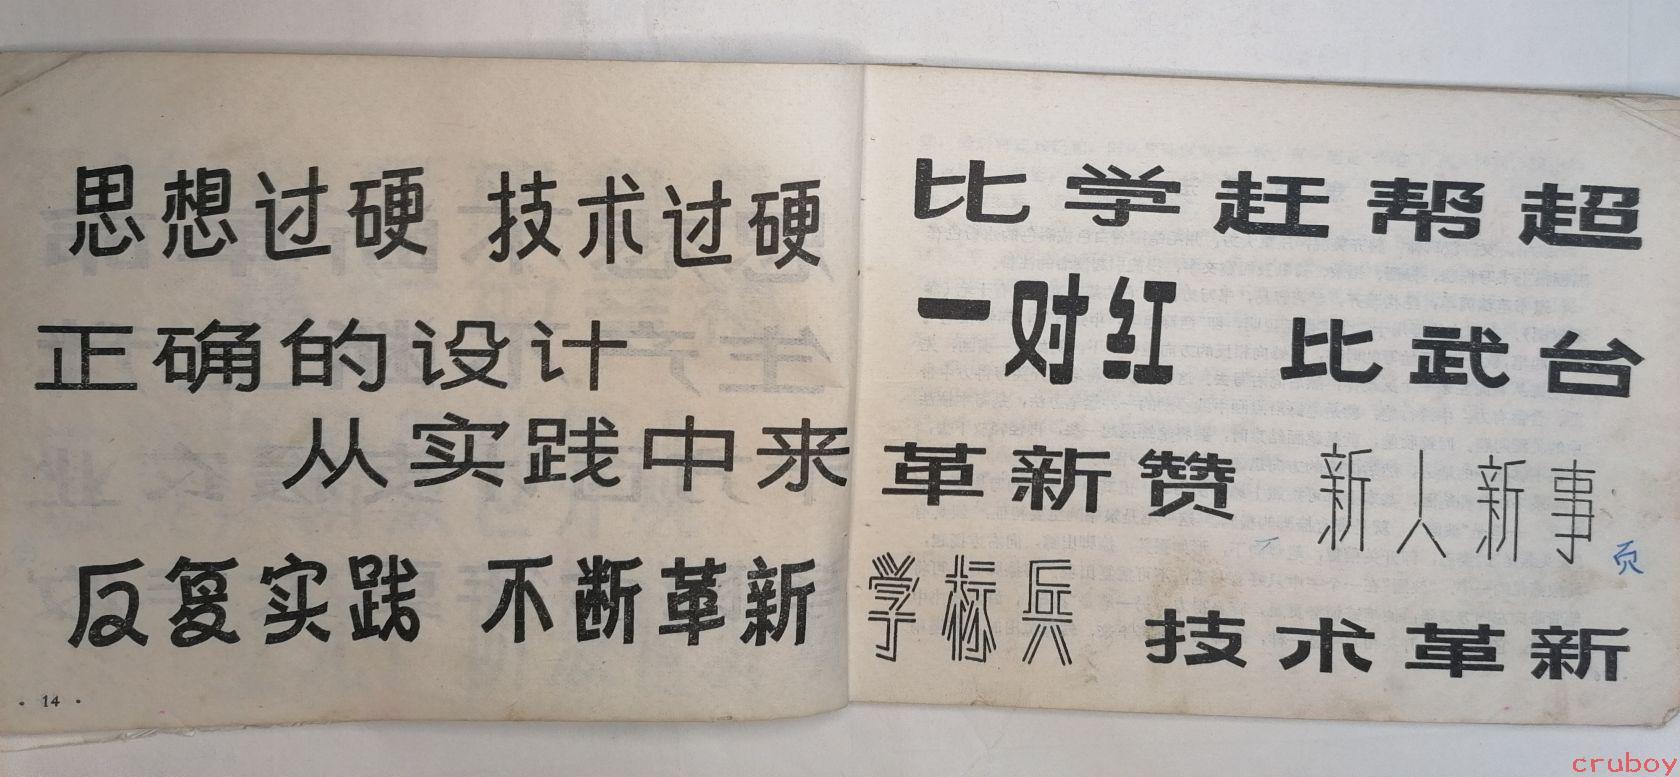 思想过硬 技术过硬
正确的设计
从实践中来
反复实践 不断革新
· 14 ·
比学赶帮超
一对红 比武台
革新赞 新人新事
页
学标兵 技术革新
cruboy